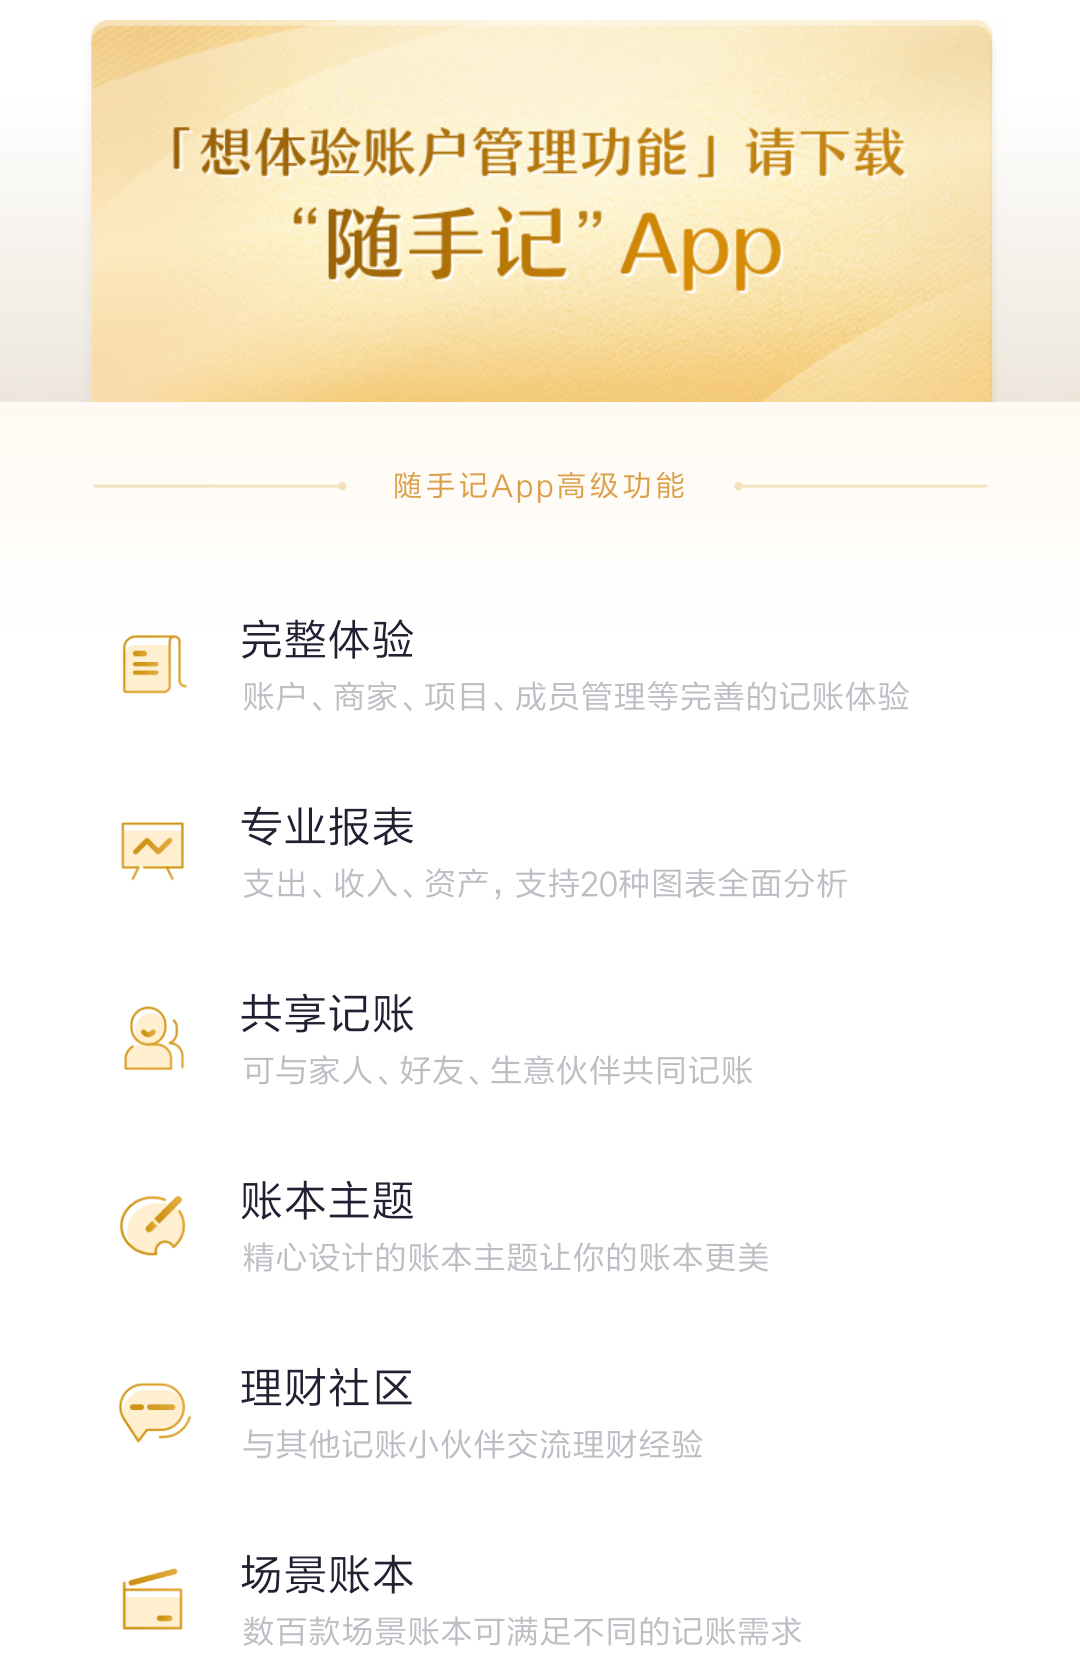 「想体验账户管理功能」请下载
“随手记”App
随手记App高级功能
完整体验
账户、商家、项目、成员管理等完善的记账体验
专业报表
支出、收入、资产，支持20种图表全面分析
共享记账
可与家人、好友、生意伙伴共同记账
账本主题
精心设计的账本主题让你的账本更美
理财社区
与其他记账小伙伴交流理财经验
场景账本
数百款场景账本可满足不同的记账需求